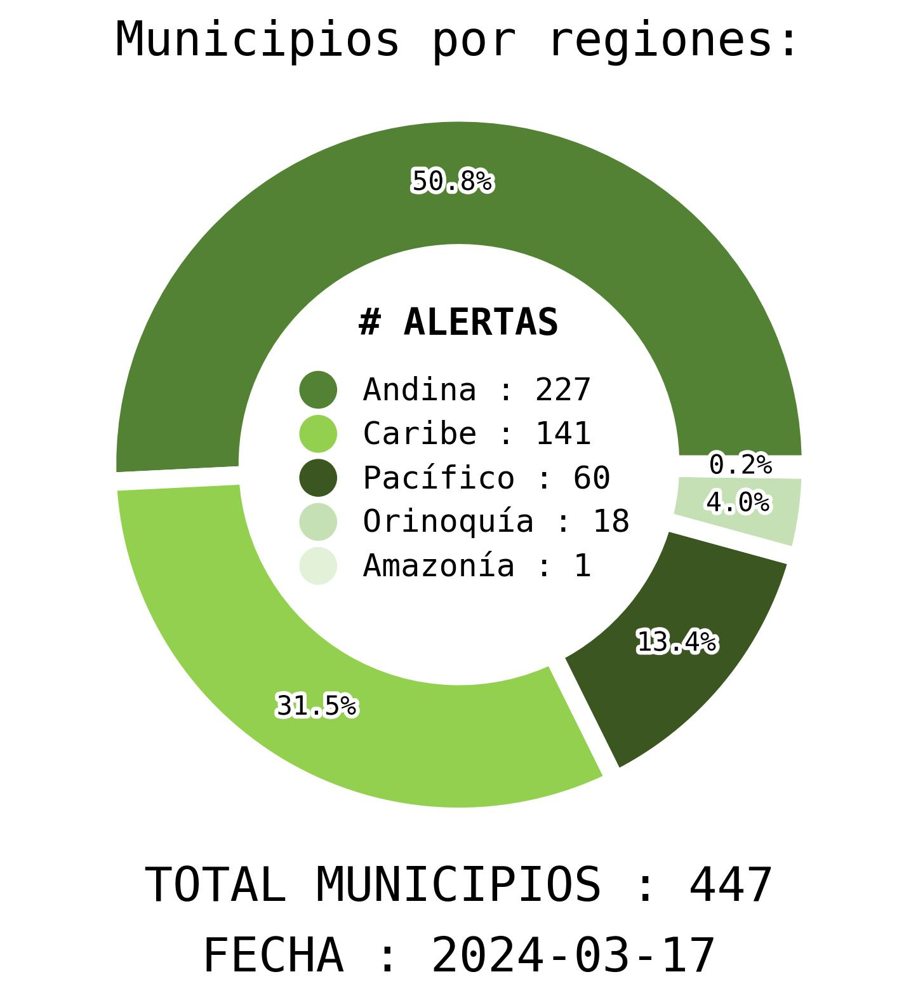 Municipios por regiones:
50.8%
# ALERTAS
Andina : 227
Caribe : 141
Pacífico : 60
Orinoquía : 18
Amazonía : 1
0.2%
4.0%
13.4%
31.5%
TOTAL MUNICIPIOS : 447
FECHA : 2024-03-17